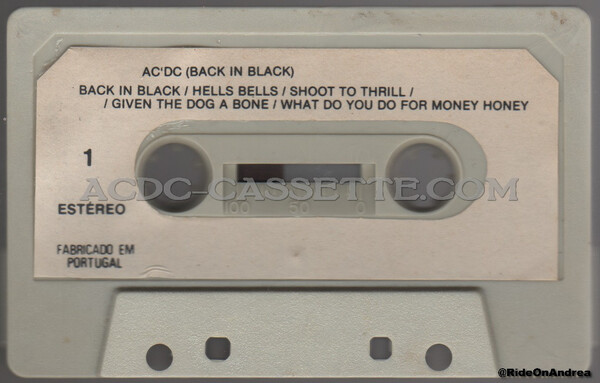 AC'DC (BACK IN BLACK)
BACK IN BLACK / HELLS BELLS / SHOOT TO THRILL /
/ GIVEN THE DOG A BONE / WHAT DO YOU DO FOR MONEY HONEY
1
ACDC-CASSETTE.COM
ESTÉREO
100 50 0
FABRICADO EM
PORTUGAL
@RideOnAndrea